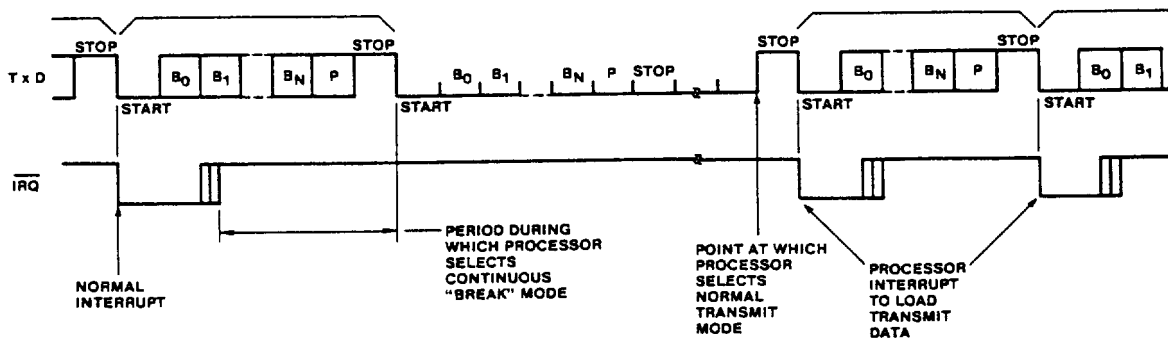 STOP STOP STOP STOP
T x D B0 B1 BN P B0 B1 BN P STOP B0 BN P B0 B1
START START START START
IRQ
NORMAL
INTERRUPT
PERIOD DURING
WHICH PROCESSOR
SELECTS
CONTINUOUS
"BREAK" MODE
POINT AT WHICH
PROCESSOR
SELECTS
NORMAL
TRANSMIT
MODE
PROCESSOR
INTERRUPT
TO LOAD
TRANSMIT
DATA